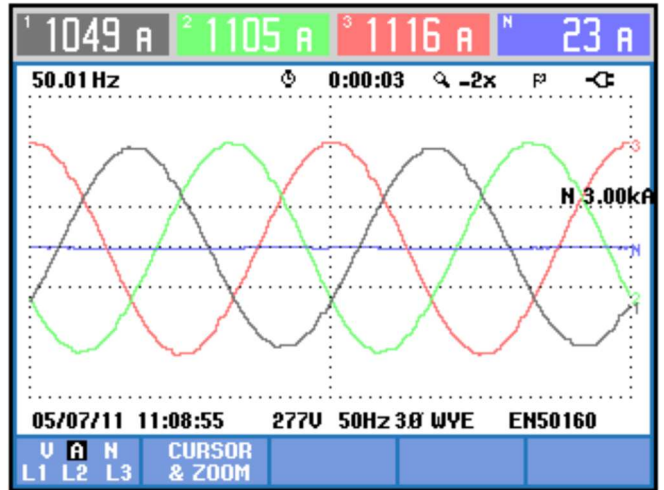 1 1049 A 2 1105 A 3 1116 A N 23 A
50.01 Hz 0:00:03 -2x
3
N 3.00kA
N
2
1
05/07/11 11:08:55 277V 50Hz 3Ø WYE EN50160
V A N CURSOR
L1 L2 L3 & ZOOM